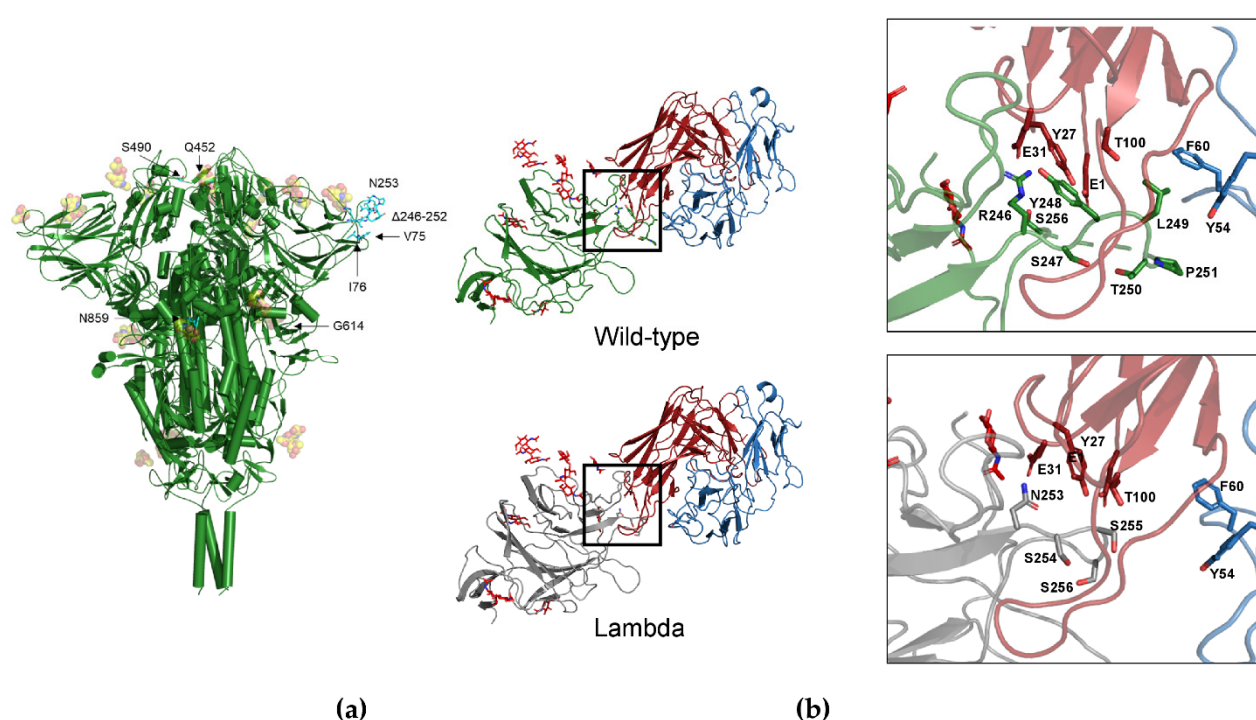 S490
Q452
N253
Δ246-252
V75
I76
N859
G614
Wild-type
Lambda
Y27
E31
T100
F60
E1
Y248
R246
S256
L249
Y54
S247
P251
T250
Y27
E31
E1
N253
T100
F60
S255
S254
S256
Y54
(a)
(b)